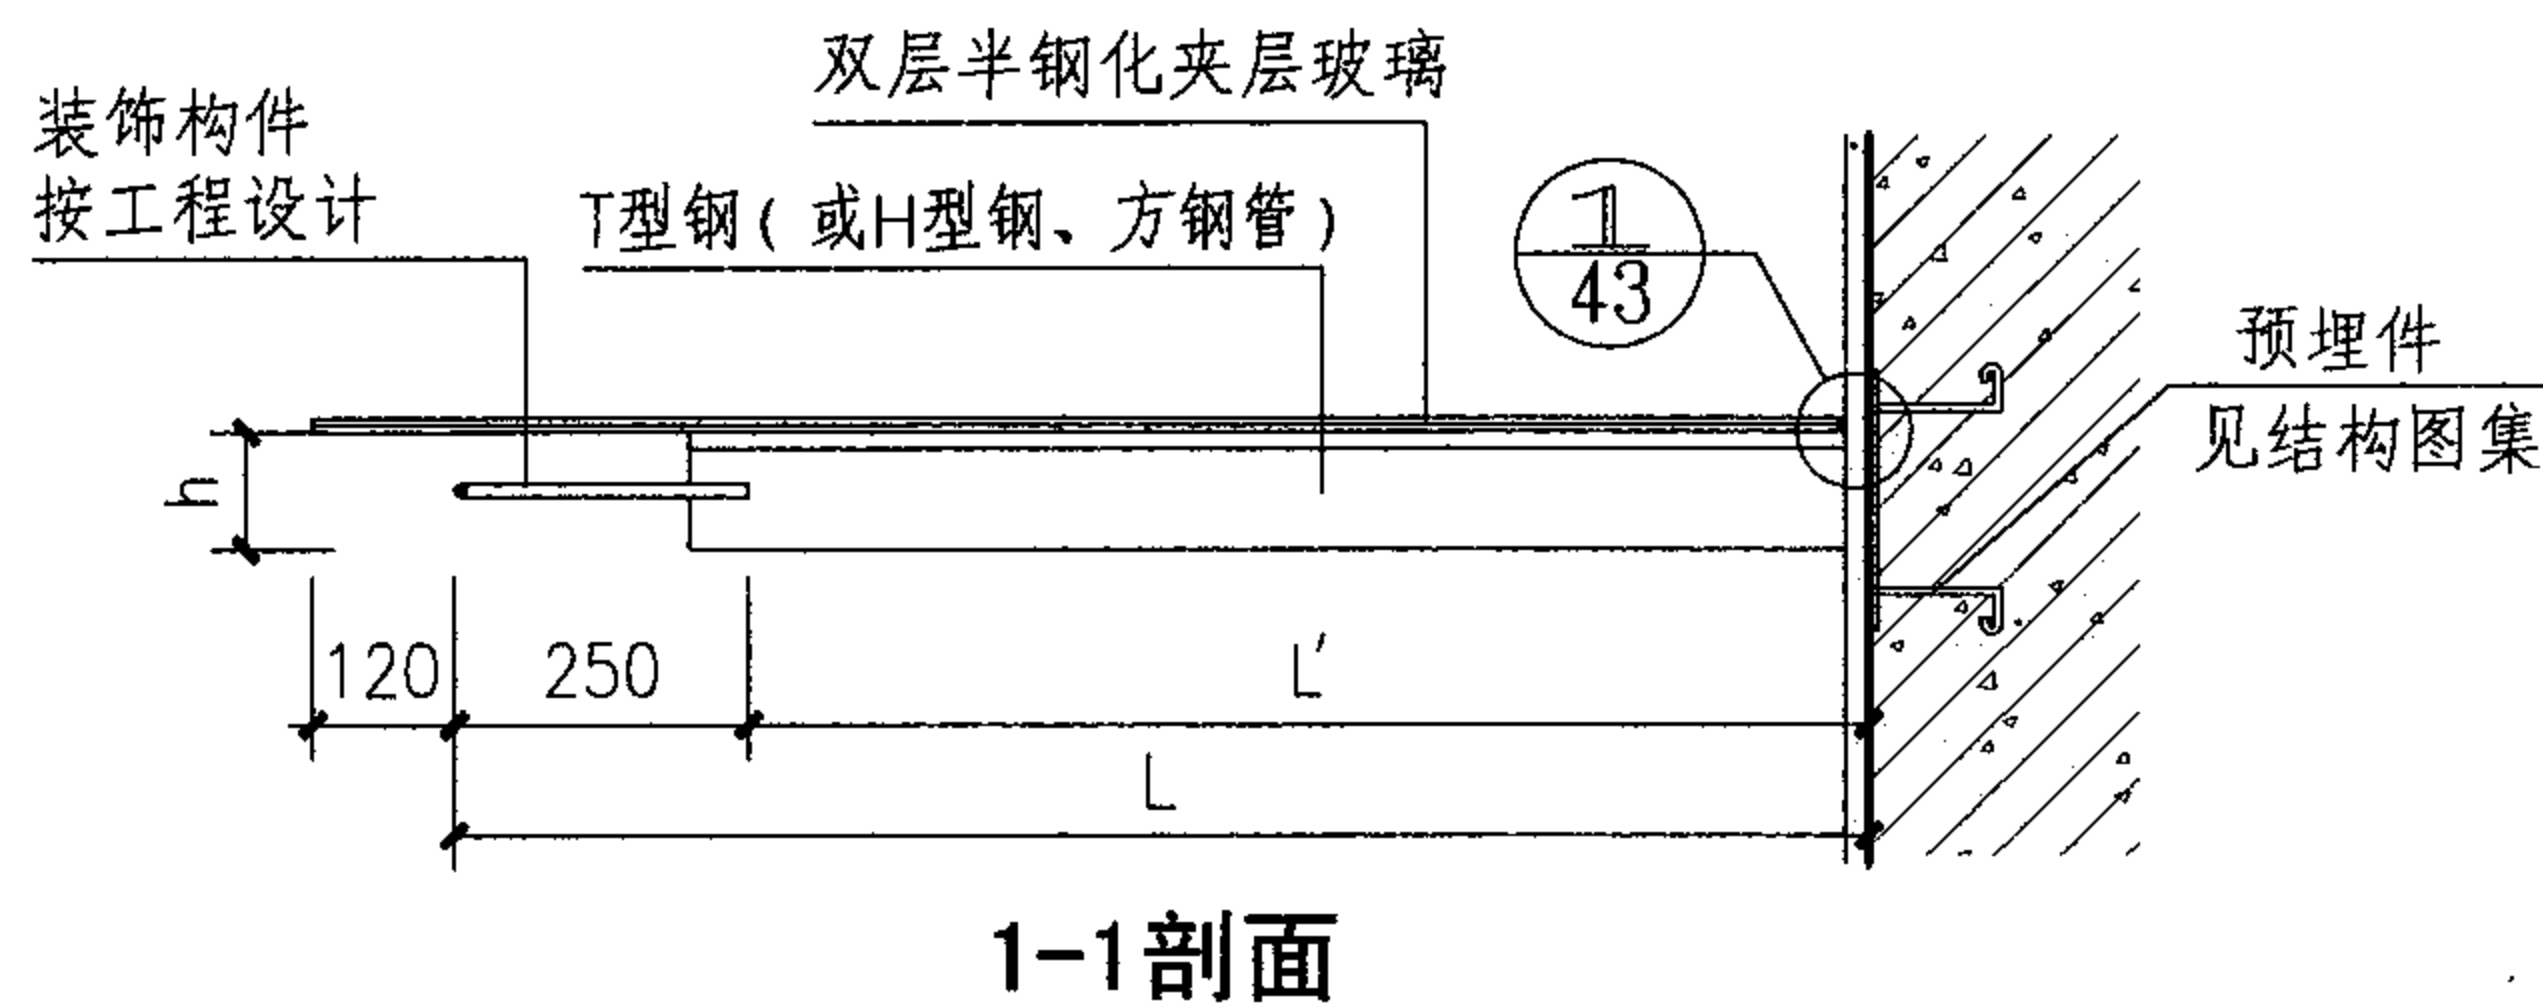 双层半钢化夹层玻璃
装饰构件
按工程设计
T型钢(或H型钢、方钢管)
1
43
预埋件
见结构图集
h
120
250
L'
L
1-1剖面